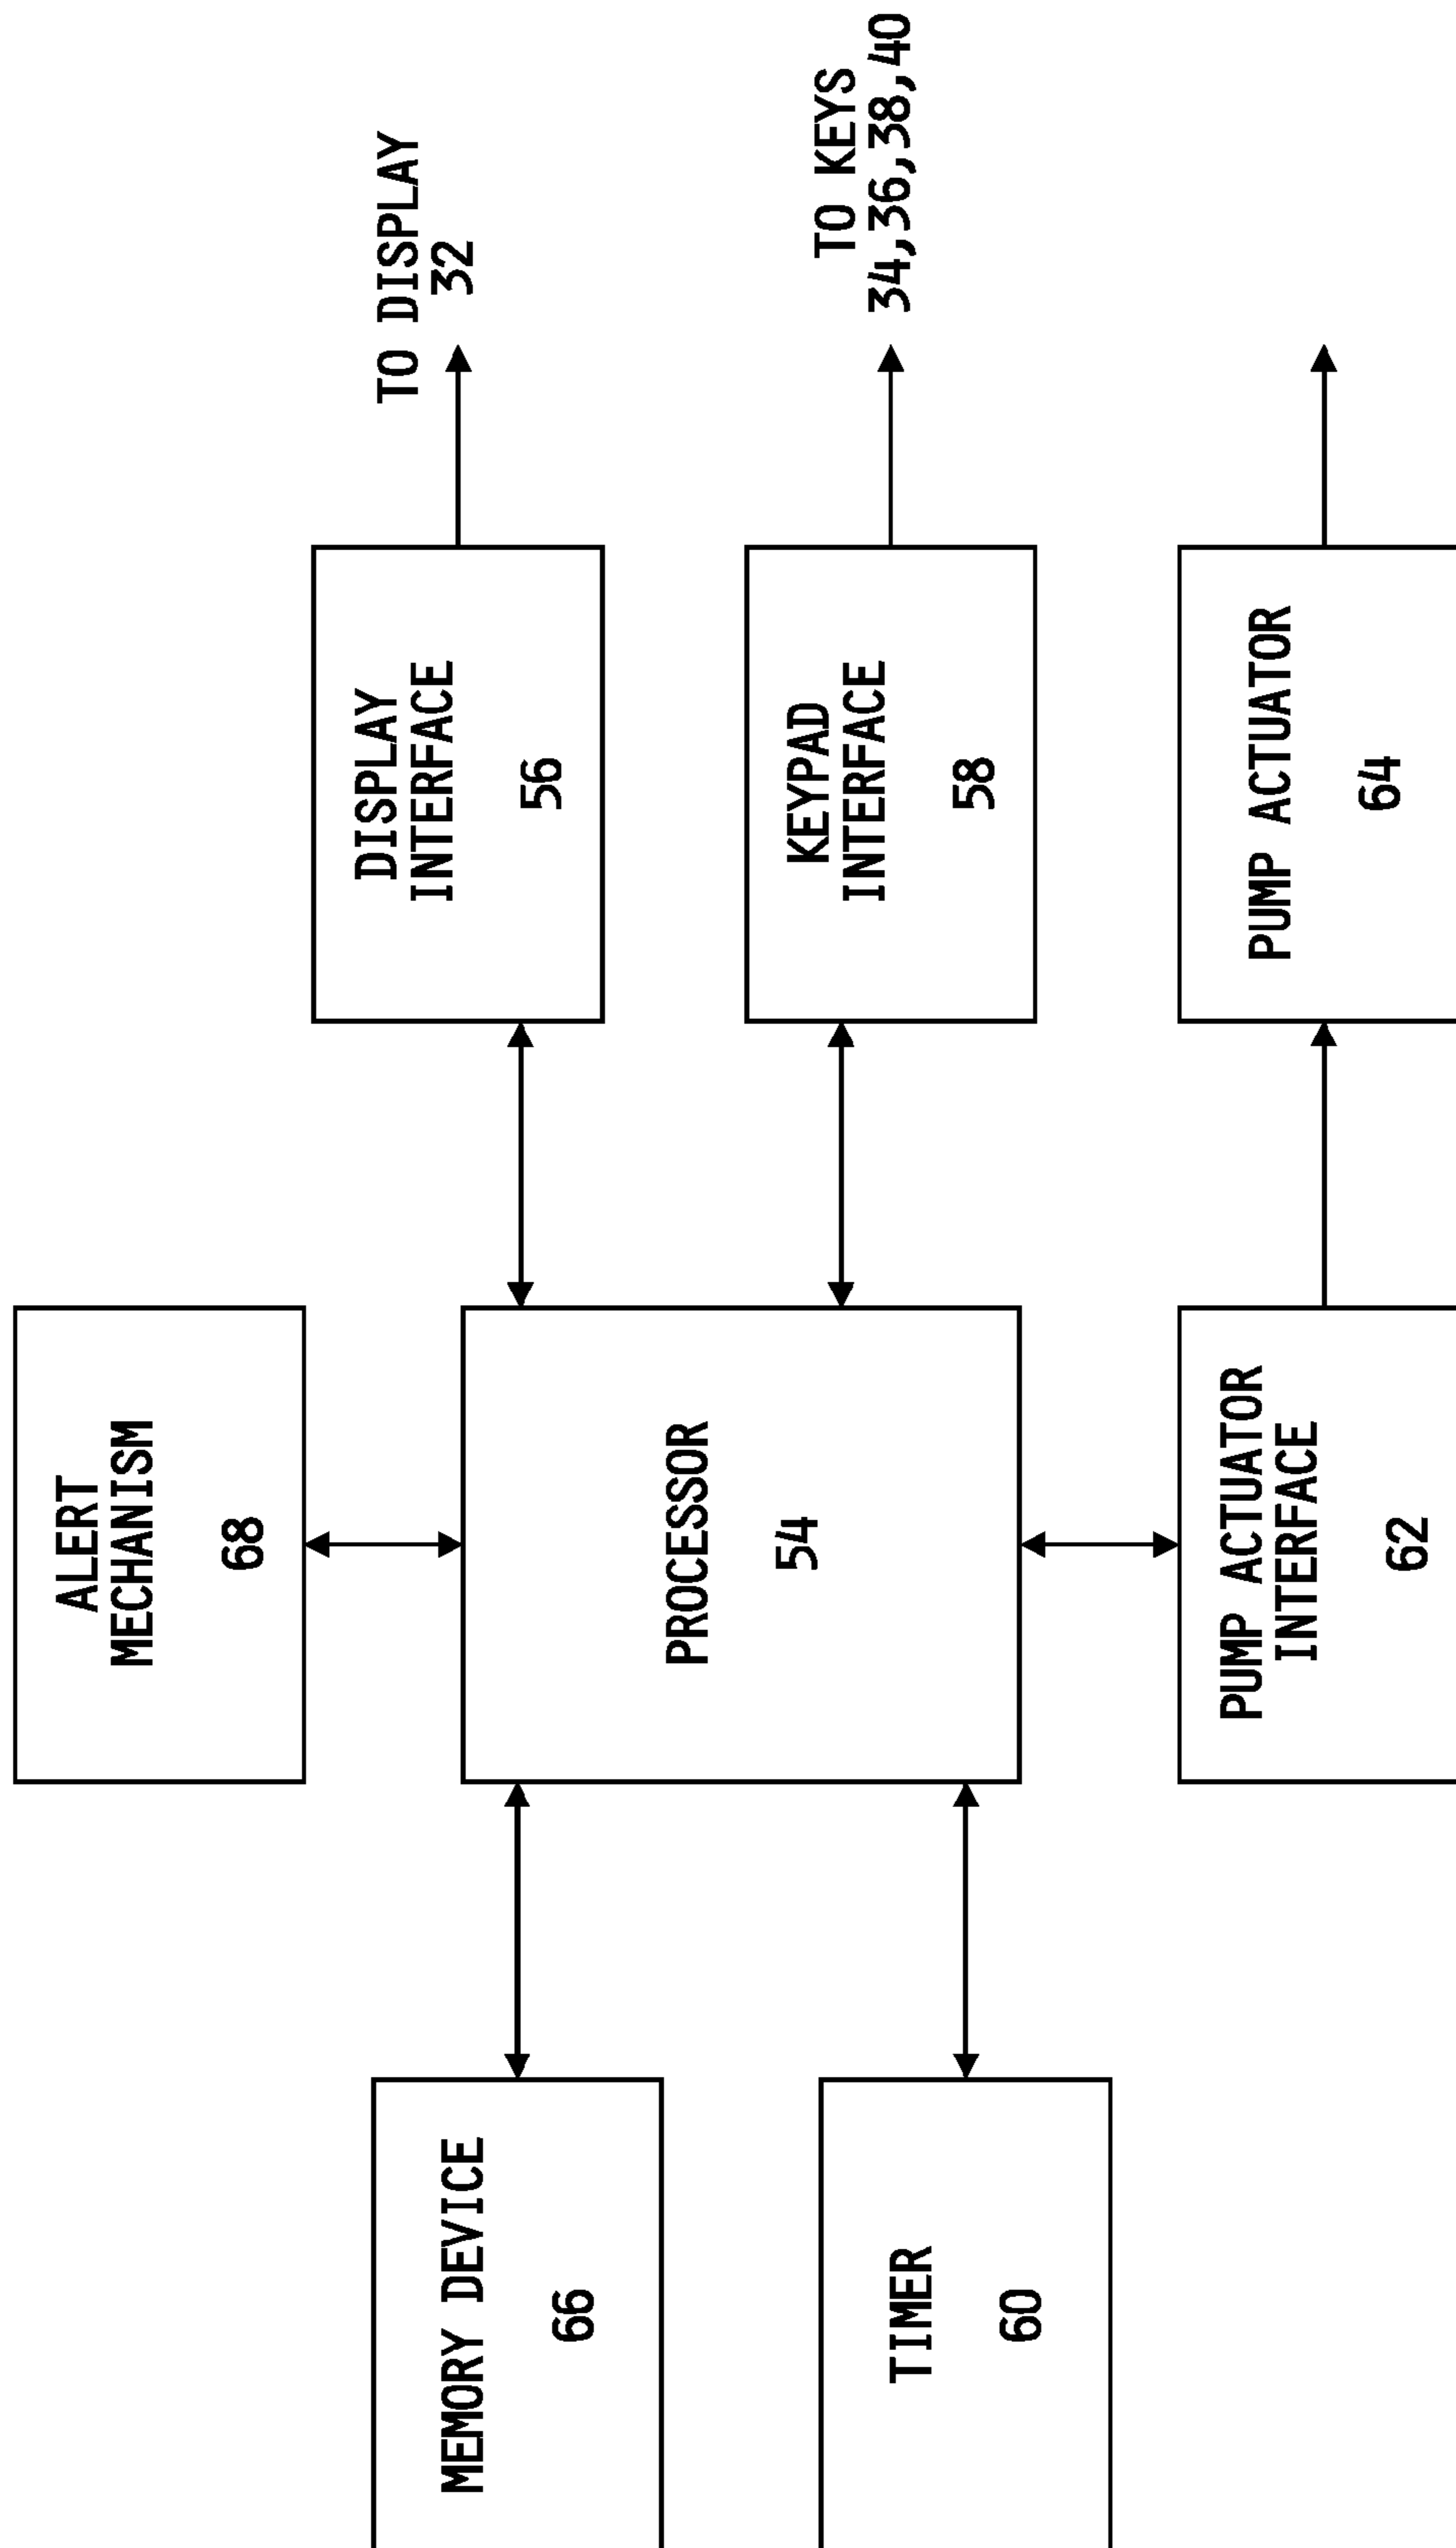 ALERT
MECHANISM
68
MEMORY DEVICE
66
PROCESSOR
54
DISPLAY
INTERFACE
56
TO DISPLAY
32
TIMER
60
KEYPAD
INTERFACE
58
TO KEYS
34,36,38,40
PUMP ACTUATOR
INTERFACE
62
PUMP ACTUATOR
64